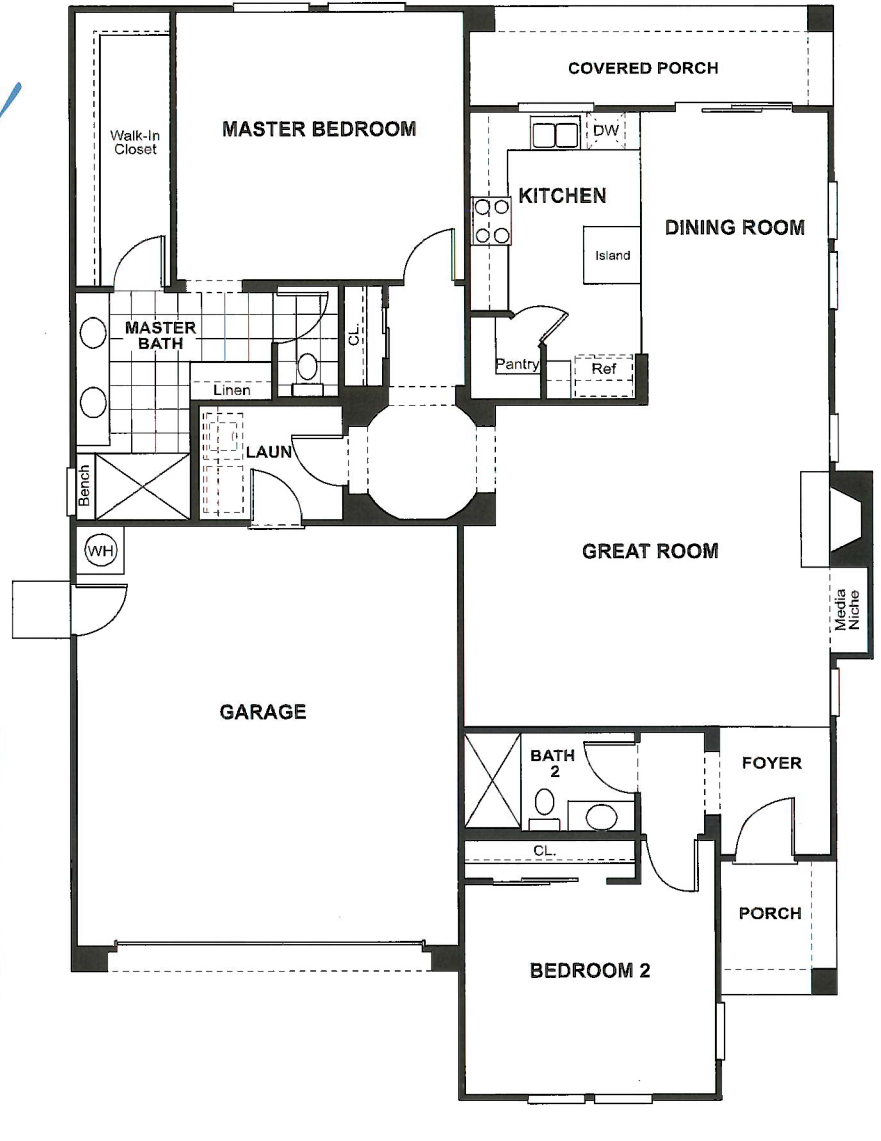 COVERED PORCH
MASTER BEDROOM
Walk-In
Closet
DW
KITCHEN
DINING ROOM
Island
MASTER
BATH
CL.
Pantry
Ref
Linen
LAUN
Bench
WH
GREAT ROOM
Media
Niche
GARAGE
BATH
2
FOYER
CL.
PORCH
BEDROOM 2